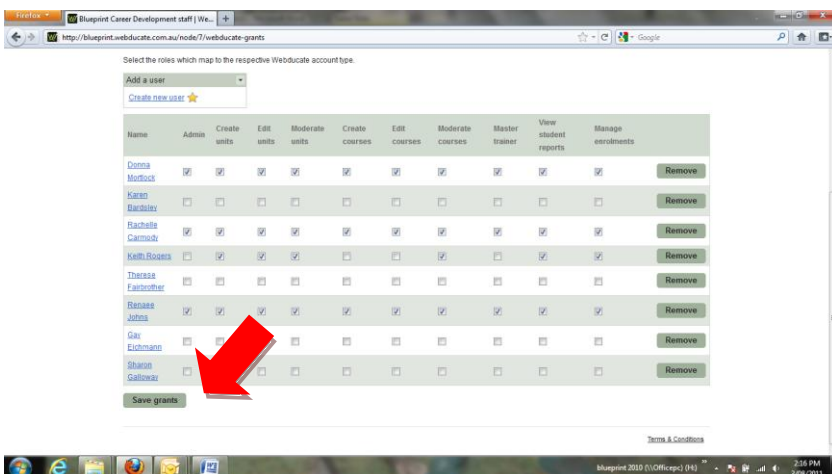 Firefox
Blueprint Career Development staff | We...
http://blueprint.webducate.com.au/node/7/webducate-grants
Google
Select the roles which map to the respective Webducate account type.
Add a user
Create new user
Name Admin Create units Edit units Moderate units Create courses Edit courses Moderate courses Master trainer View student reports Manage enrolments
Donna Mortlock Remove
Karen Bardsley Remove
Rachelle Carmody Remove
Keith Rogers Remove
Therese Fairbrother Remove
Renaee Johns Remove
Gay Eichmann Remove
Sharon Galloway Remove
Save grants
Terms & Conditions
blueprint 2010 (\\Officepc) (H:)
2:16 PM